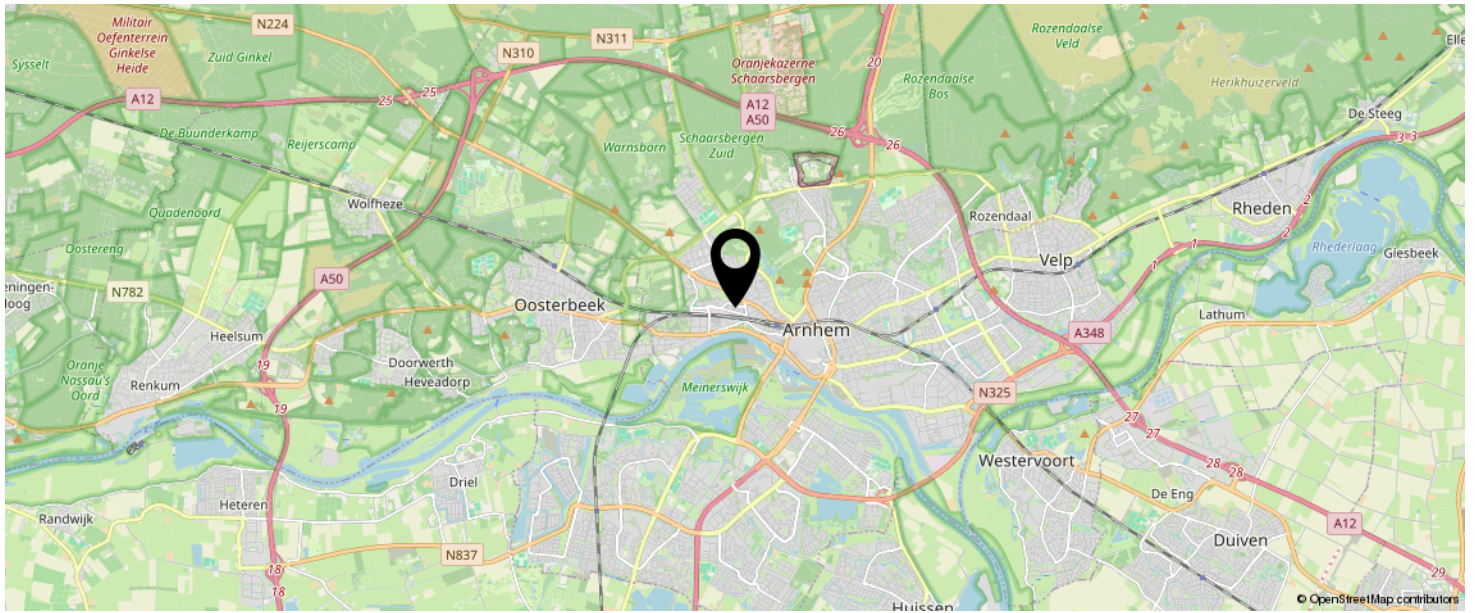 Militair
Oefenterrein
Ginkelse
Heide
N224
Zuid Ginkel
Sysselt
N310
N311
Oranjekazerne
Schaarsbergen
20
Rozendaalse
Veld
Rozendaalse
Bos
Herikhuizerveld
Elle
A12
25
25
A12
A50
26
26
De Steeg
3
3
De Buunderkamp
Reijerscamp
Warnsborn
Schaarsbergen
Zuid
Wolfheze
Quadenoord
Oostereng
Rozendaal
Rheden
2
2
Rhederlaag
Giesbeek
1
1
Velp
A50
N782
Oosterbeek
Heelsum
Arnhem
A348
Lathum
19
19
Doorwerth
Heveadorp
Oranje
Nassau's
Oord
Renkum
Meinerswijk
N325
27
27
Westervoort
28
28
Driel
De Eng
Heteren
Randwijk
A12
Duiven
N837
18
18
29
Huissen
© OpenStreetMap contributors